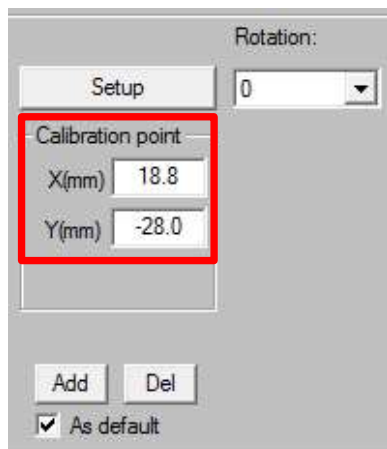 Rotation:
Setup
0
Calibration point
X(mm) 18.8
Y(mm) -28.0
Add Del
As default